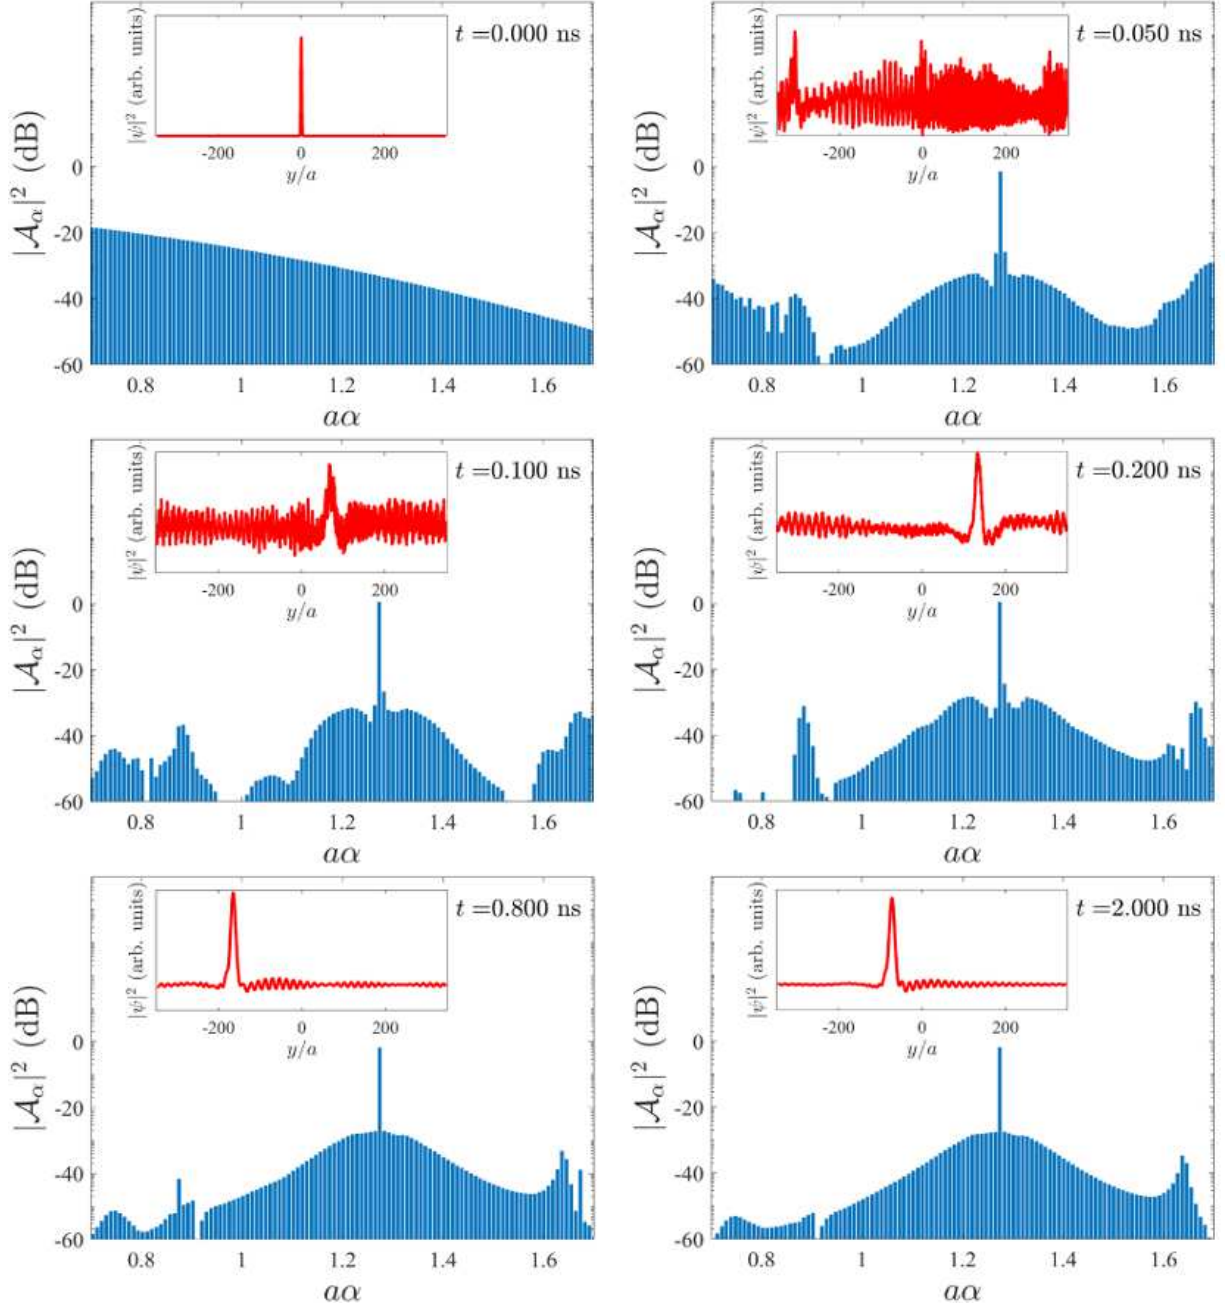 t =0.000 ns
|ψ|² (arb. units)
-200 0 200
y/a
|𝒜α|² (dB)
0
-20
-40
-60
0.8 1 1.2 1.4 1.6
aα
t =0.050 ns
|ψ|² (arb. units)
-200 0 200
y/a
|𝒜α|² (dB)
0
-20
-40
-60
0.8 1 1.2 1.4 1.6
aα
t =0.100 ns
|ψ|² (arb. units)
-200 0 200
y/a
|𝒜α|² (dB)
0
-20
-40
-60
0.8 1 1.2 1.4 1.6
aα
t =0.200 ns
|ψ|² (arb. units)
-200 0 200
y/a
|𝒜α|² (dB)
0
-20
-40
-60
0.8 1 1.2 1.4 1.6
aα
t =0.800 ns
|ψ|² (arb. units)
-200 0 200
y/a
|𝒜α|² (dB)
0
-20
-40
-60
0.8 1 1.2 1.4 1.6
aα
t =2.000 ns
|ψ|² (arb. units)
-200 0 200
y/a
|𝒜α|² (dB)
0
-20
-40
-60
0.8 1 1.2 1.4 1.6
aα